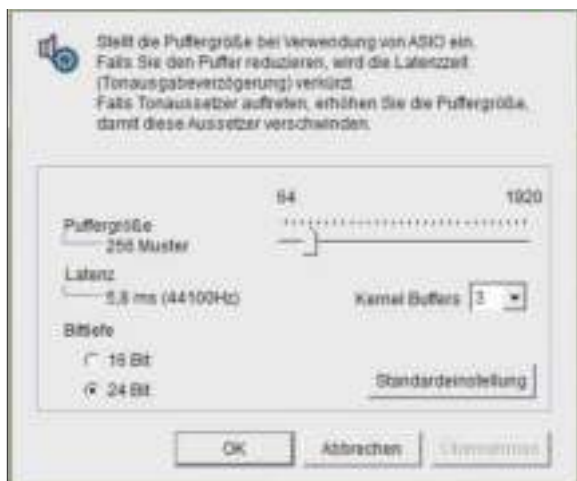 Stellt die Puffergröße bei Verwendung von ASIO ein.
Falls Sie den Puffer reduzieren, wird die Latenzzeit
(Tonausgabeverzögerung) verkürzt.
Falls Tonaussetzer auftreten, erhöhen Sie die Puffergröße,
damit diese Aussetzer verschwinden.
64 1920
Puffergröße
256 Muster
Latenz
5,8 ms (44100Hz)
Kernel Buffers 3
Bittiefe
16 Bit
24 Bit
Standardeinstellung
OK Abbrechen Übernehmen